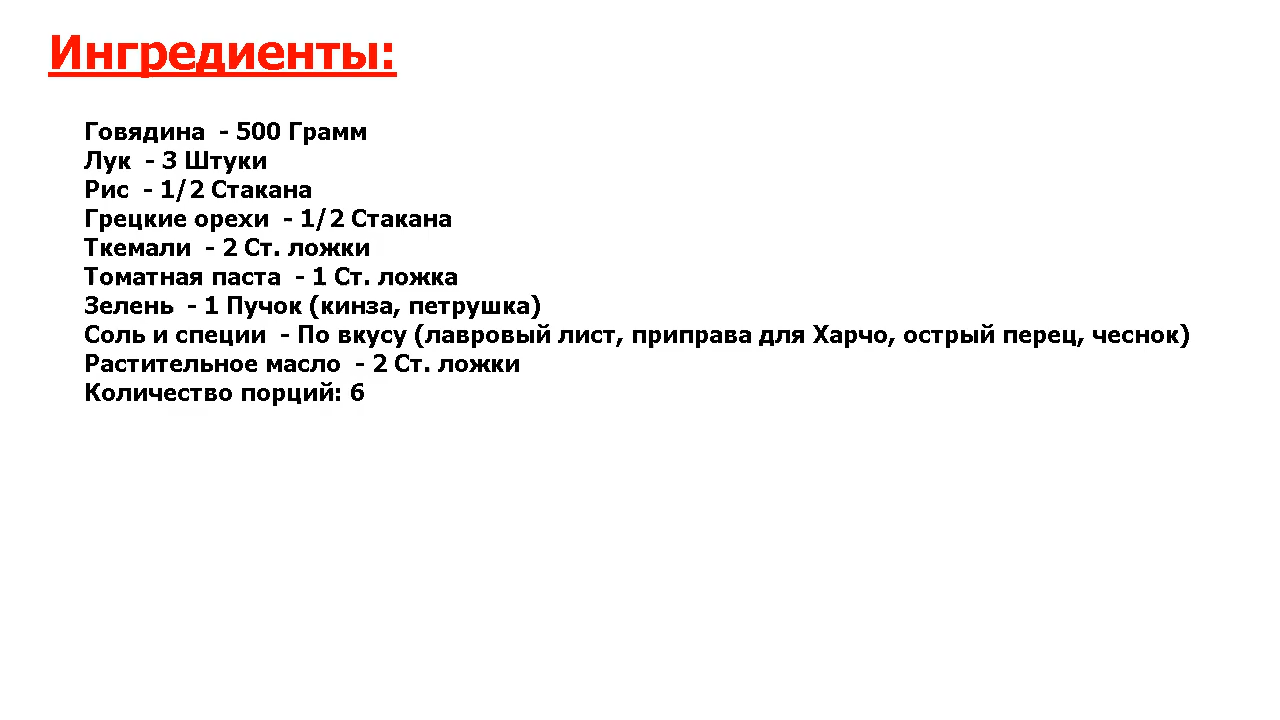 Ингредиенты:
Говядина - 500 Грамм
Лук - 3 Штуки
Рис - 1/2 Стакана
Грецкие орехи - 1/2 Стакана
Ткемали - 2 Ст. ложки
Томатная паста - 1 Ст. ложка
Зелень - 1 Пучок (кинза, петрушка)
Соль и специи - По вкусу (лавровый лист, приправа для Харчо, острый перец, чеснок)
Растительное масло - 2 Ст. ложки
Количество порций: 6